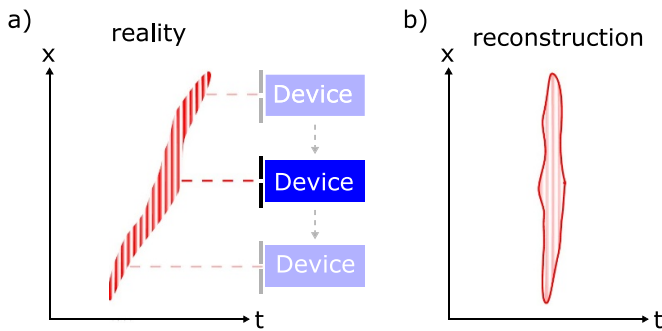 a)
reality
x
Device
Device
Device
t
b)
reconstruction
x
t